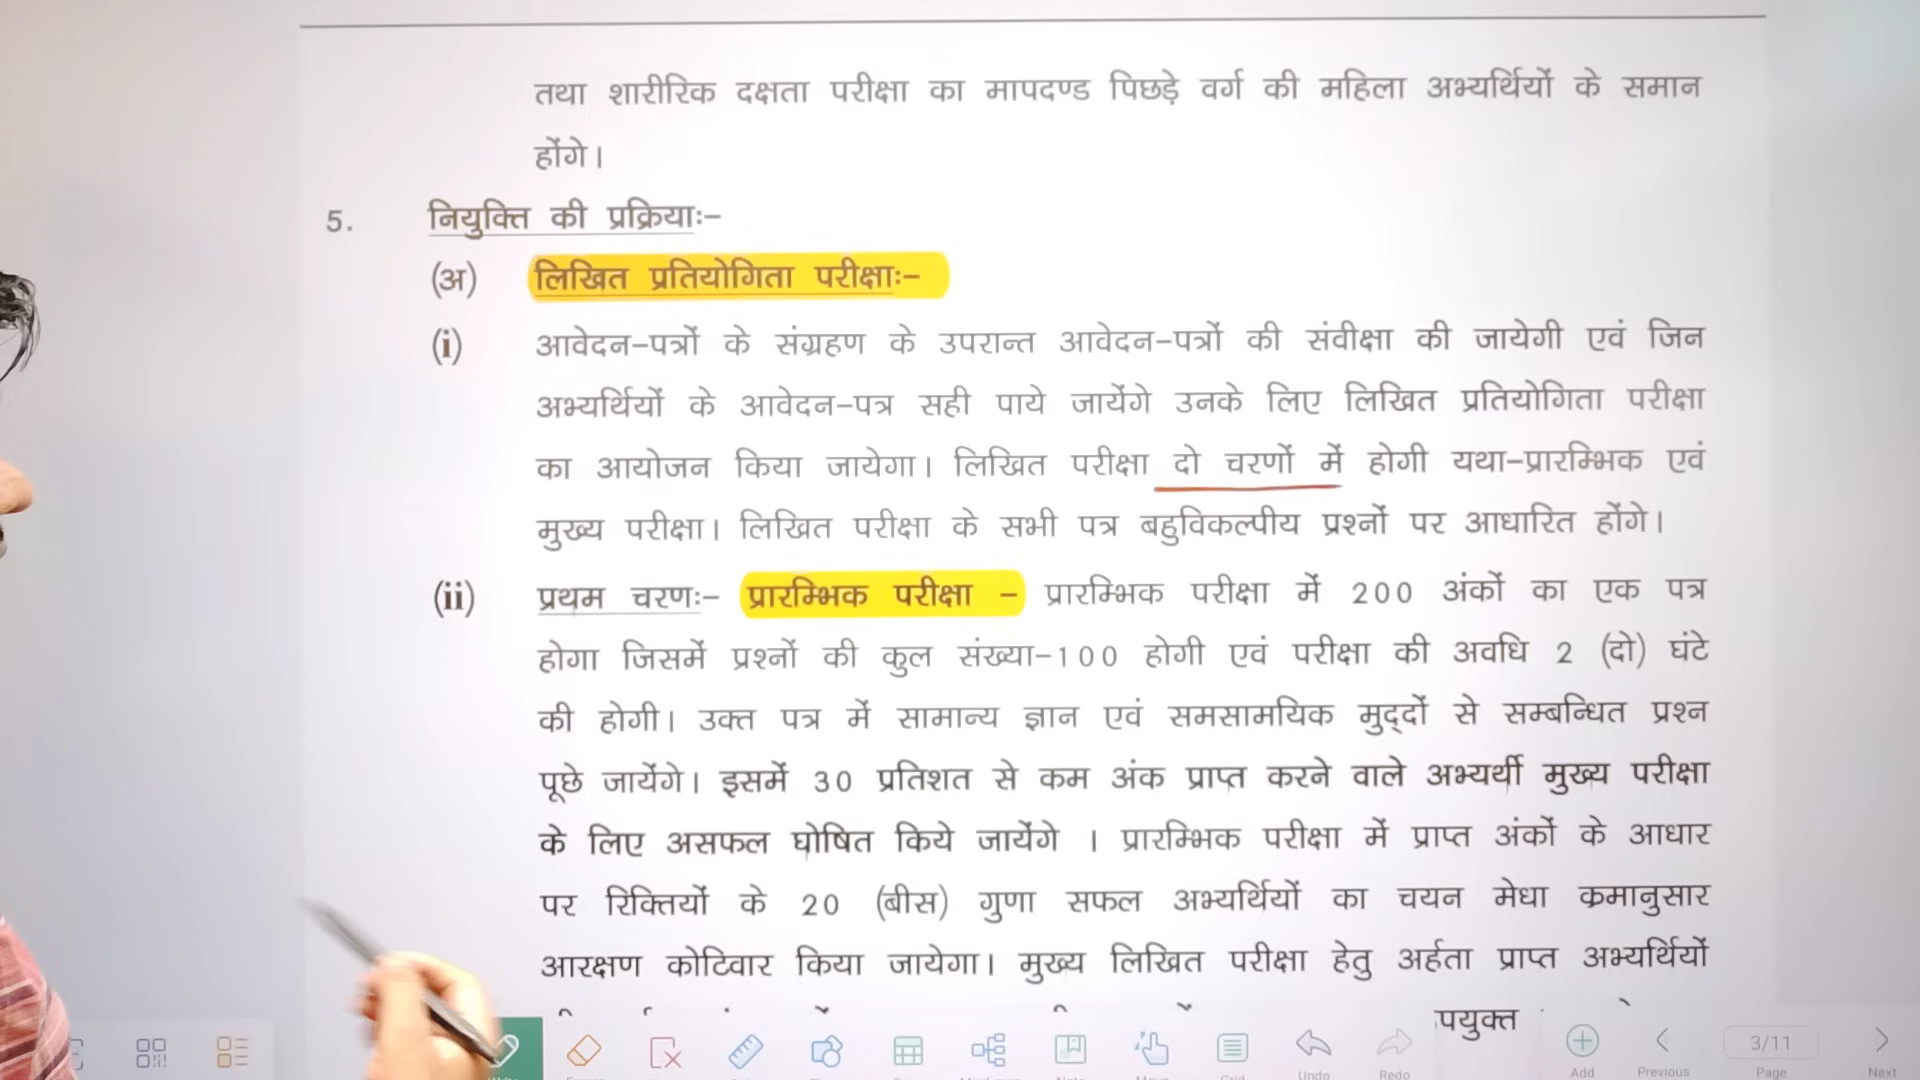 तथा शारीरिक दक्षता परीक्षा का मापदण्ड पिछड़े वर्ग की महिला अभ्यर्थियों के समान
होंगे।
5. नियुक्ति की प्रक्रियाः-
(अ) लिखित प्रतियोगिता परीक्षाः-
(i) आवेदन-पत्रों के संग्रहण के उपरान्त आवेदन-पत्रों की संवीक्षा की जायेगी एवं जिन
अभ्यर्थियों के आवेदन-पत्र सही पाये जायेंगे उनके लिए लिखित प्रतियोगिता परीक्षा
का आयोजन किया जायेगा। लिखित परीक्षा दो चरणों में होगी यथा-प्रारम्भिक एवं
मुख्य परीक्षा। लिखित परीक्षा के सभी पत्र बहुविकल्पीय प्रश्नों पर आधारित होंगे।
(ii) प्रथम चरणः- प्रारम्भिक परीक्षा - प्रारम्भिक परीक्षा में 200 अंकों का एक पत्र
होगा जिसमें प्रश्नों की कुल संख्या-100 होगी एवं परीक्षा की अवधि 2 (दो) घंटे
की होगी। उक्त पत्र में सामान्य ज्ञान एवं समसामयिक मुद्दों से सम्बन्धित प्रश्न
पूछे जायेंगे। इसमें 30 प्रतिशत से कम अंक प्राप्त करने वाले अभ्यर्थी मुख्य परीक्षा
के लिए असफल घोषित किये जायेंगे । प्रारम्भिक परीक्षा में प्राप्त अंकों के आधार
पर रिक्तियों के 20 (बीस) गुणा सफल अभ्यर्थियों का चयन मेधा क्रमानुसार
आरक्षण कोटिवार किया जायेगा। मुख्य लिखित परीक्षा हेतु अर्हता प्राप्त अभ्यर्थियों
पयुक्त
3/11
Undo Redo Add Previous Page Next